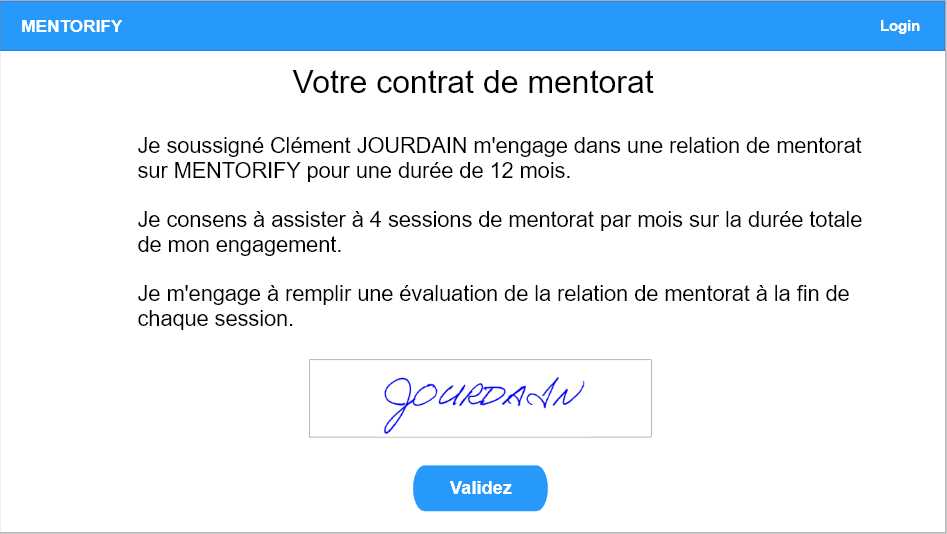 MENTORIFY
Login
Votre contrat de mentorat
Je soussigné Clément JOURDAIN m'engage dans une relation de mentorat
sur MENTORIFY pour une durée de 12 mois.
Je consens à assister à 4 sessions de mentorat par mois sur la durée totale
de mon engagement.
Je m'engage à remplir une évaluation de la relation de mentorat à la fin de
chaque session.
JOURDAIN
Validez